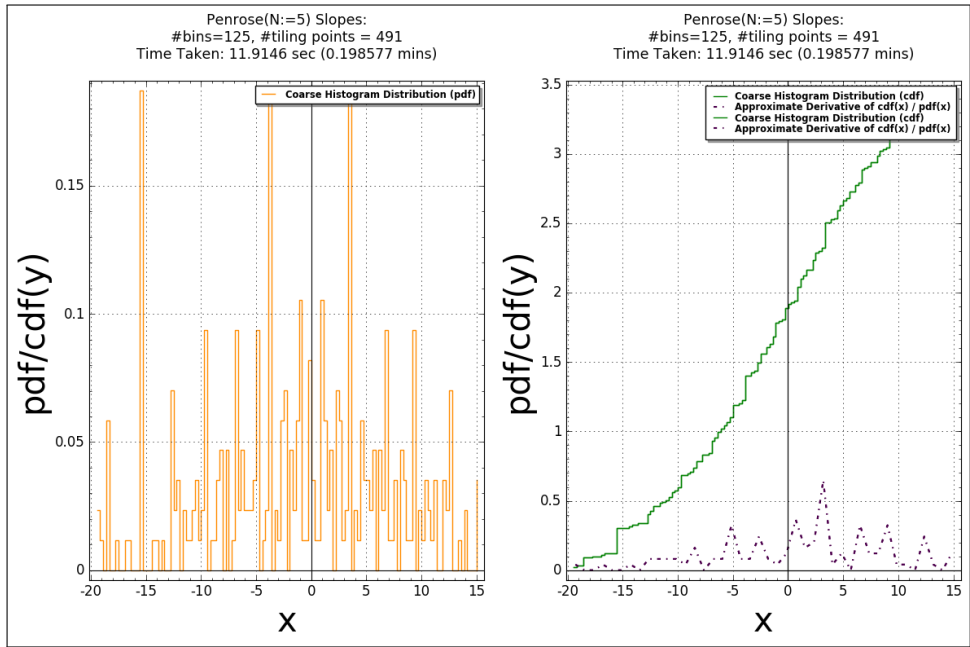 Penrose(N:=5) Slopes:
#bins=125, #tiling points = 491
Time Taken: 11.9146 sec (0.198577 mins)
Coarse Histogram Distribution (pdf)
pdf/cdf(y)
0.15
0.1
0.05
0
-20
-15
-10
-5
0
5
10
15
x
Penrose(N:=5) Slopes:
#bins=125, #tiling points = 491
Time Taken: 11.9146 sec (0.198577 mins)
Coarse Histogram Distribution (cdf)
Approximate Derivative of cdf(x) / pdf(x)
Coarse Histogram Distribution (cdf)
Approximate Derivative of cdf(x) / pdf(x)
pdf/cdf(y)
3.5
3
2.5
2
1.5
1
0.5
0
-20
-15
-10
-5
0
5
10
15
x